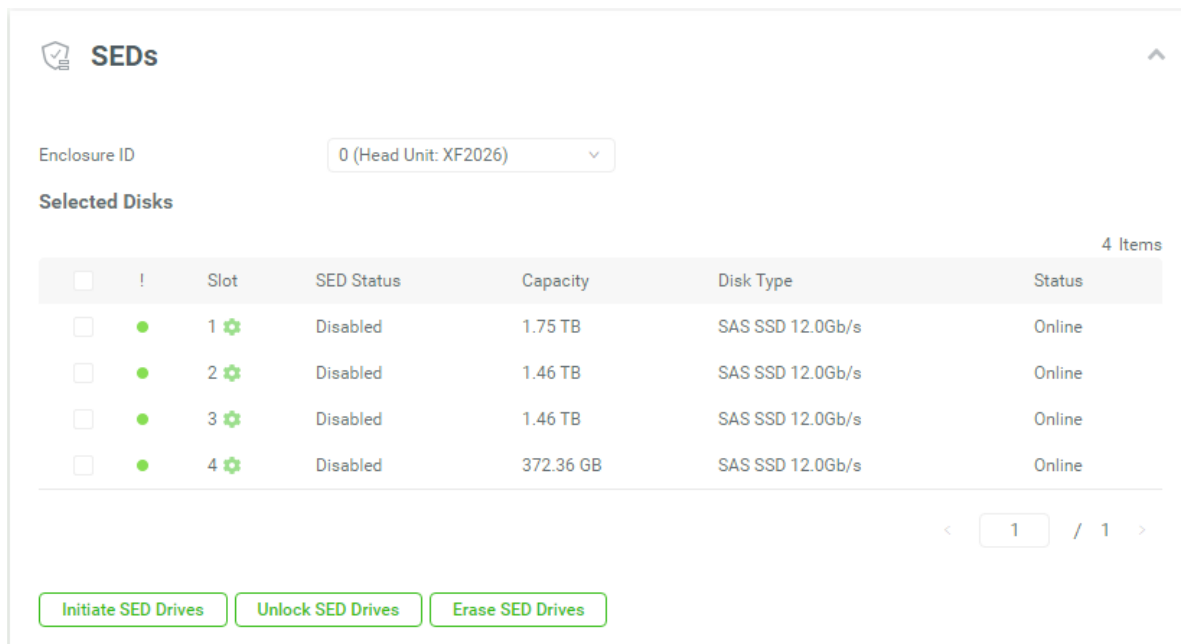 SEDs
Enclosure ID 0 (Head Unit: XF2026)
Selected Disks
4 Items
! Slot SED Status Capacity Disk Type Status
1 Disabled 1.75 TB SAS SSD 12.0Gb/s Online
2 Disabled 1.46 TB SAS SSD 12.0Gb/s Online
3 Disabled 1.46 TB SAS SSD 12.0Gb/s Online
4 Disabled 372.36 GB SAS SSD 12.0Gb/s Online
< 1 / 1 >
Initiate SED Drives Unlock SED Drives Erase SED Drives